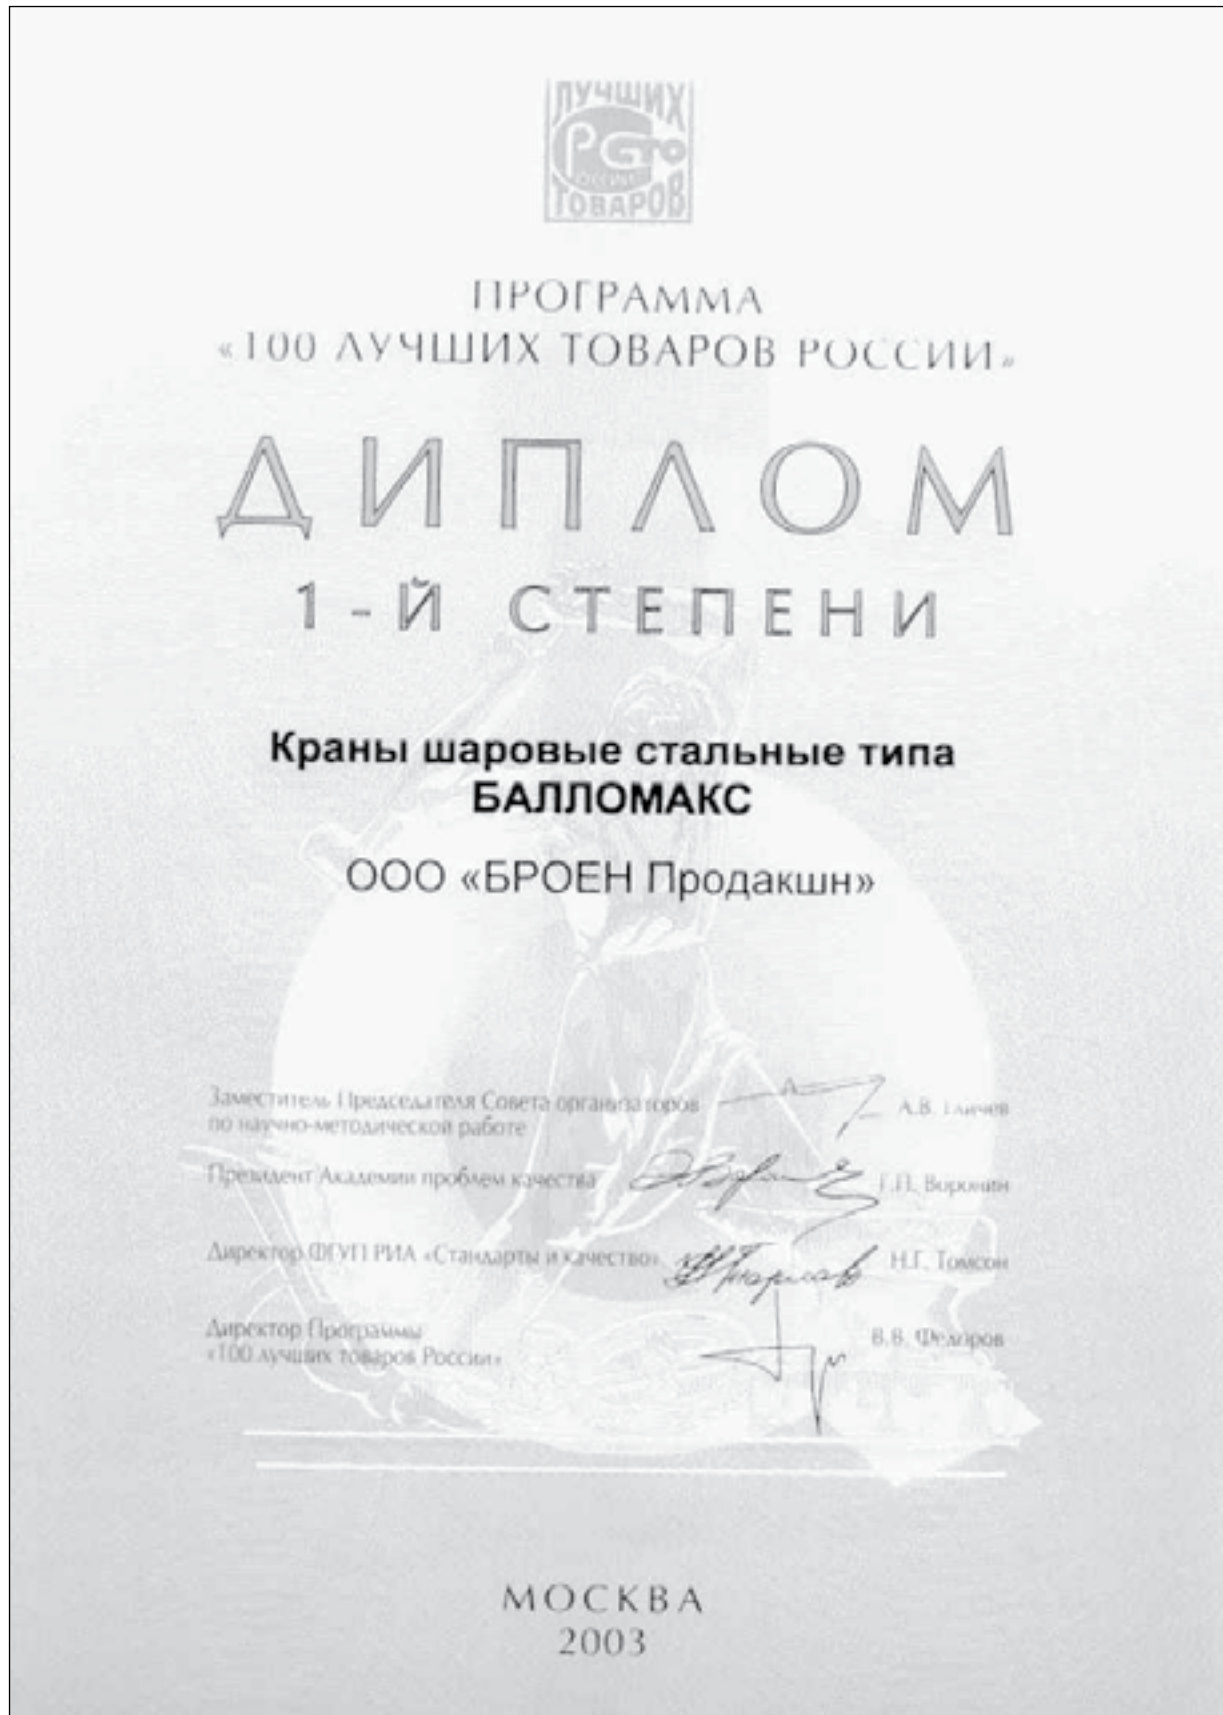 ЛУЧШИХ
РОССИИ
ТОВАРОВ
ПРОГРАММА
«100 ЛУЧШИХ ТОВАРОВ РОССИИ»
ДИПЛОМ
1-Й СТЕПЕНИ
Краны шаровые стальные типа
БАЛЛОМАКС
ООО «БРОЕН Продакшн»
Заместитель Председателя Совета организаторов
по научно-методической работе
А.В. Гличев
Президент Академии проблем качества
Г.П. Воронин
Директор ФГУП РИА «Стандарты и качество»
Н.Г. Томсон
Директор Программы
«100 лучших товаров России»
В.В. Федоров
МОСКВА
2003